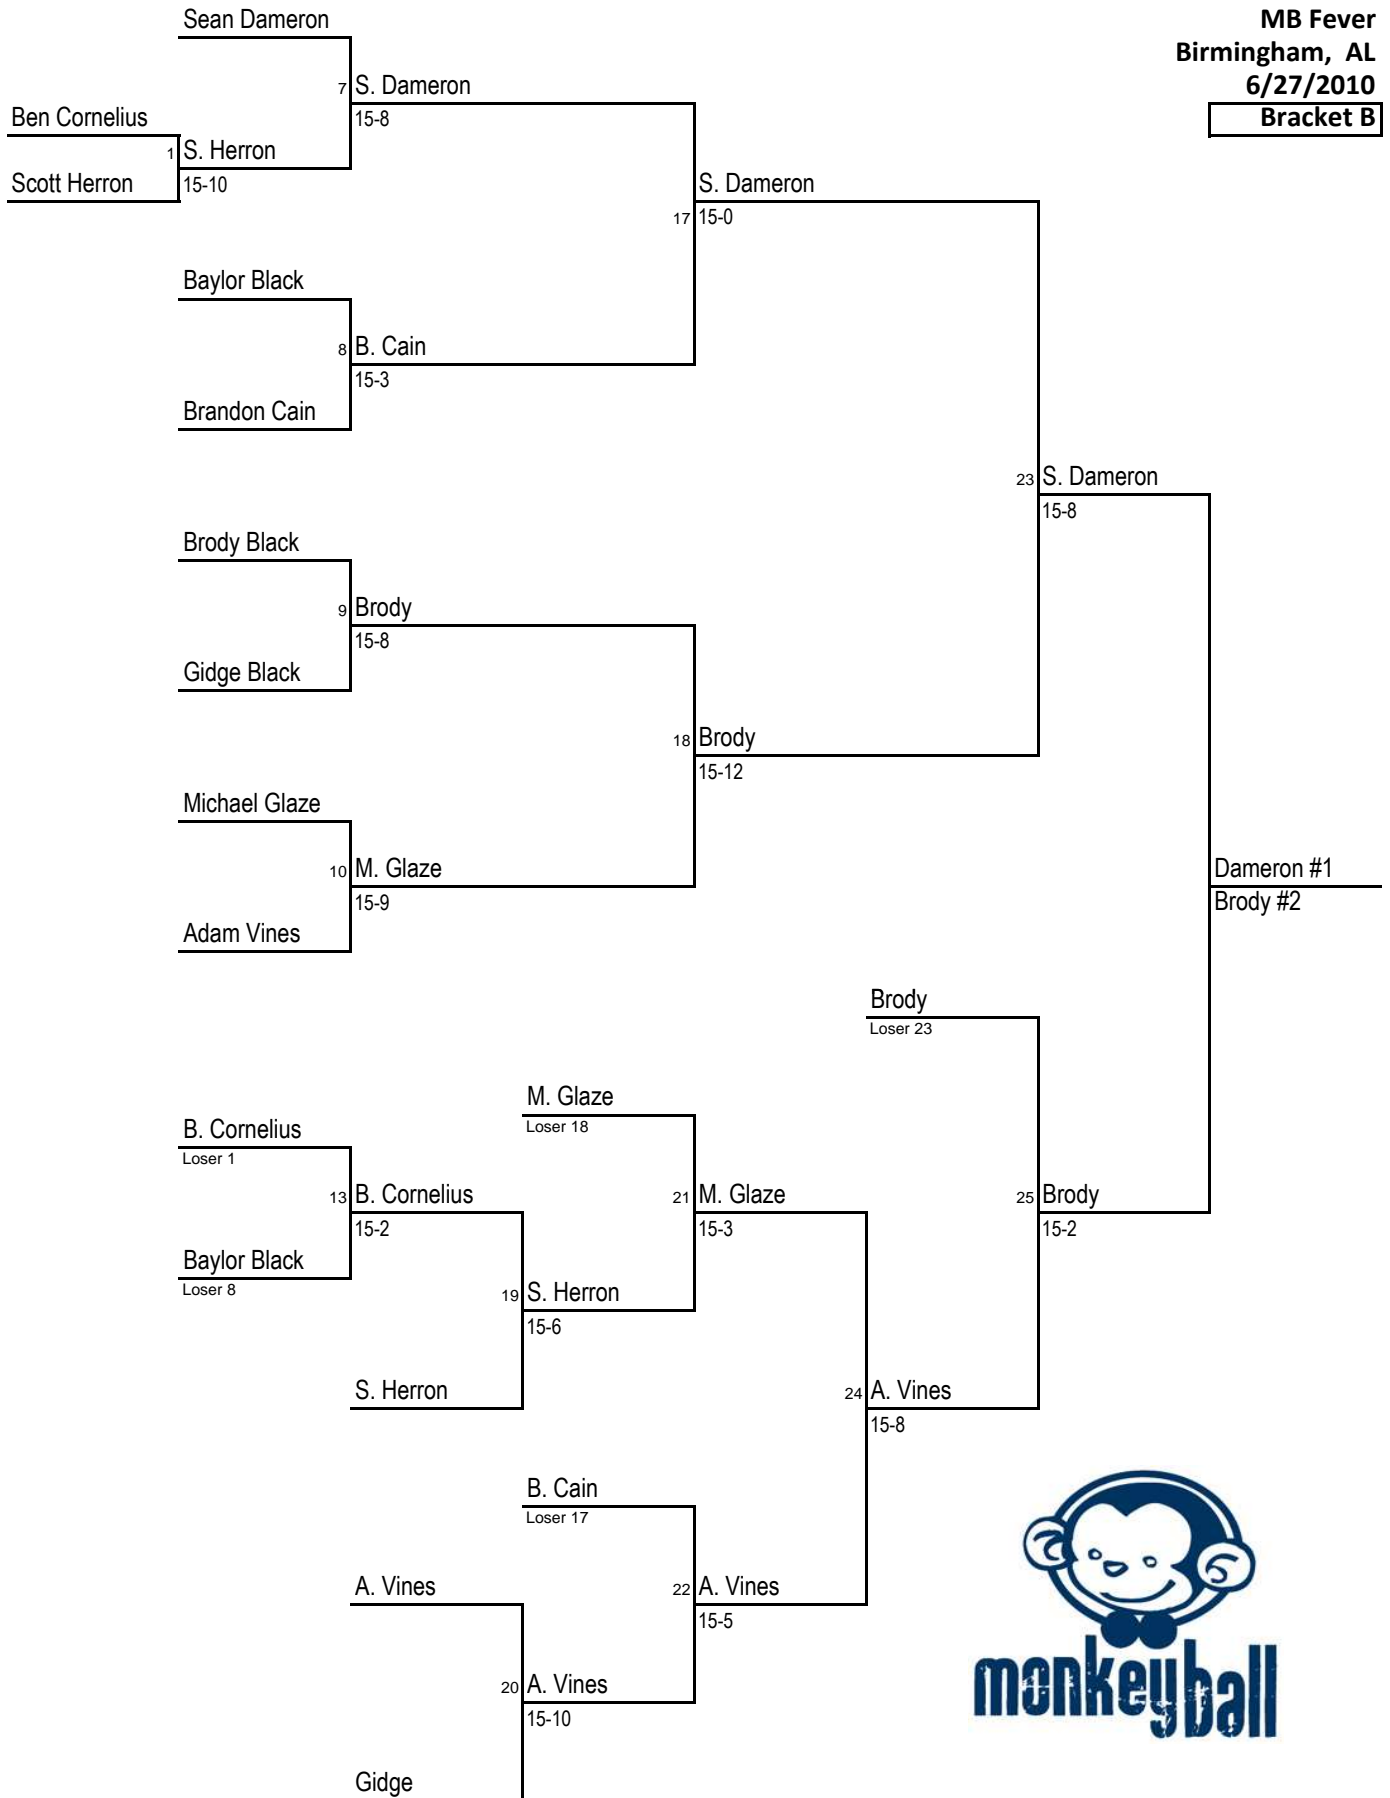 MB Fever
Birmingham, AL
6/27/2010
Bracket B
Sean Dameron
7 S. Dameron
15-8
Ben Cornelius
1 S. Herron
Scott Herron
15-10
S. Dameron
17 15-0
Baylor Black
8 B. Cain
15-3
Brandon Cain
23 S. Dameron
15-8
Brody Black
9 Brody
15-8
Gidge Black
18 Brody
15-12
Michael Glaze
10 M. Glaze
15-9
Adam Vines
Dameron #1
Brody #2
Brody
Loser 23
M. Glaze
Loser 18
B. Cornelius
Loser 1
13 B. Cornelius
15-2
21 M. Glaze
15-3
25 Brody
15-2
Baylor Black
Loser 8
19 S. Herron
15-6
S. Herron
24 A. Vines
15-8
B. Cain
Loser 17
A. Vines
22 A. Vines
15-5
20 A. Vines
15-10
Gidge
monkeyball